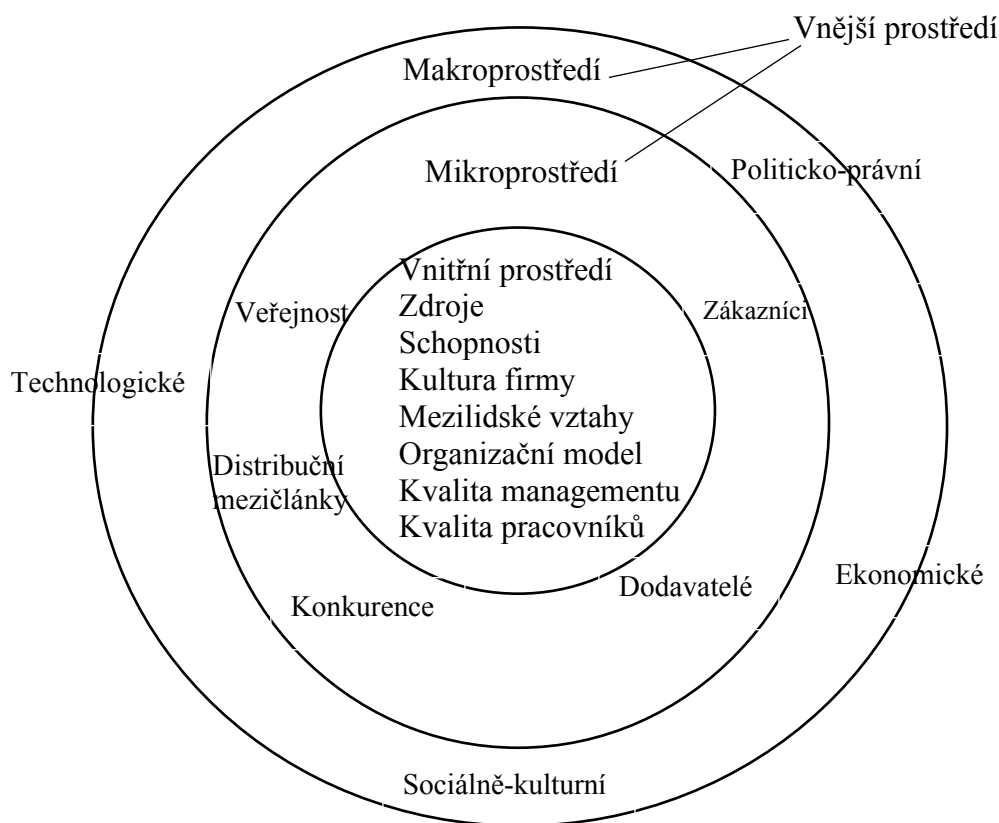 Vnější prostředí
Makroprostředí
Mikroprostředí
Politicko-právní
Vnitřní prostředí
Zdroje
Schopnosti
Kultura firmy
Mezilidské vztahy
Organizační model
Kvalita managementu
Kvalita pracovníků
Veřejnost
Zákazníci
Technologické
Distribuční
mezičlánky
Ekonomické
Dodavatelé
Konkurence
Sociálně-kulturní